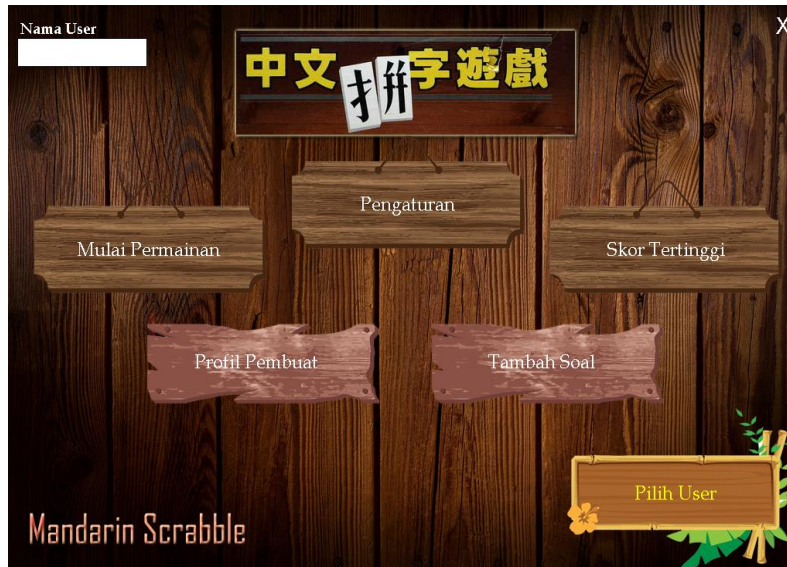 Nama User
X
中文拼字遊戲
Pengaturan
Mulai Permainan
Skor Tertinggi
Profil Pembuat
Tambah Soal
Pilih User
Mandarin Scrabble